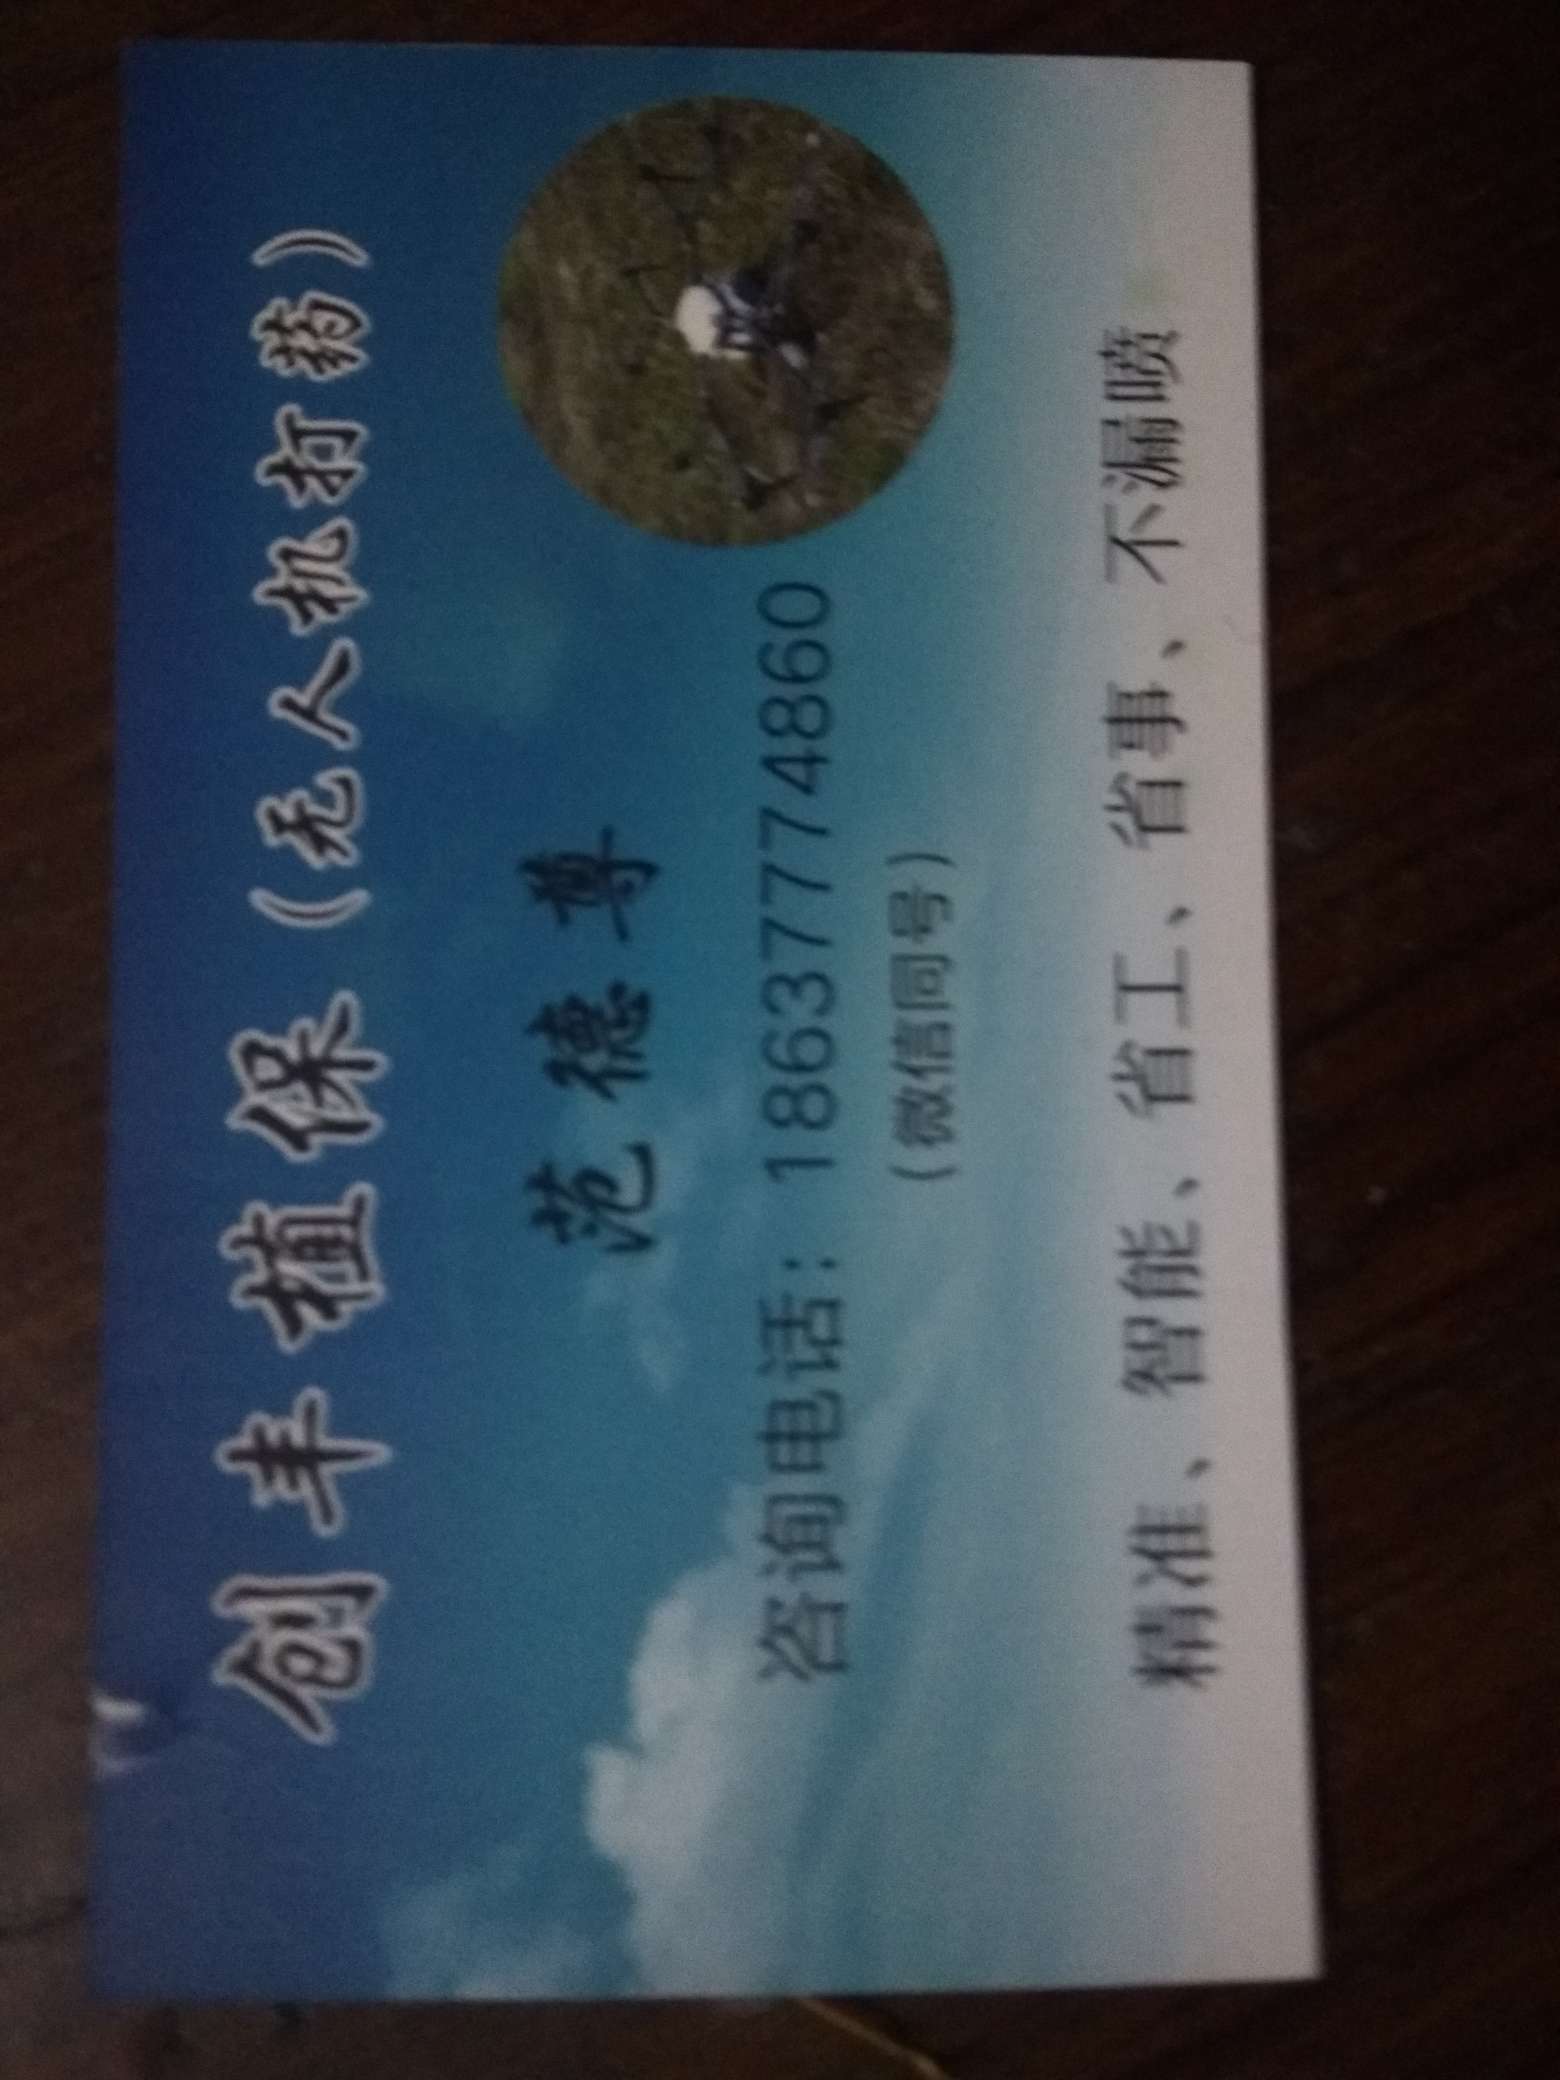 创丰植保（无人机打药）
范德尊
咨询电话：18637774860
（微信同号）
精准、智能、省工、省事、不漏喷